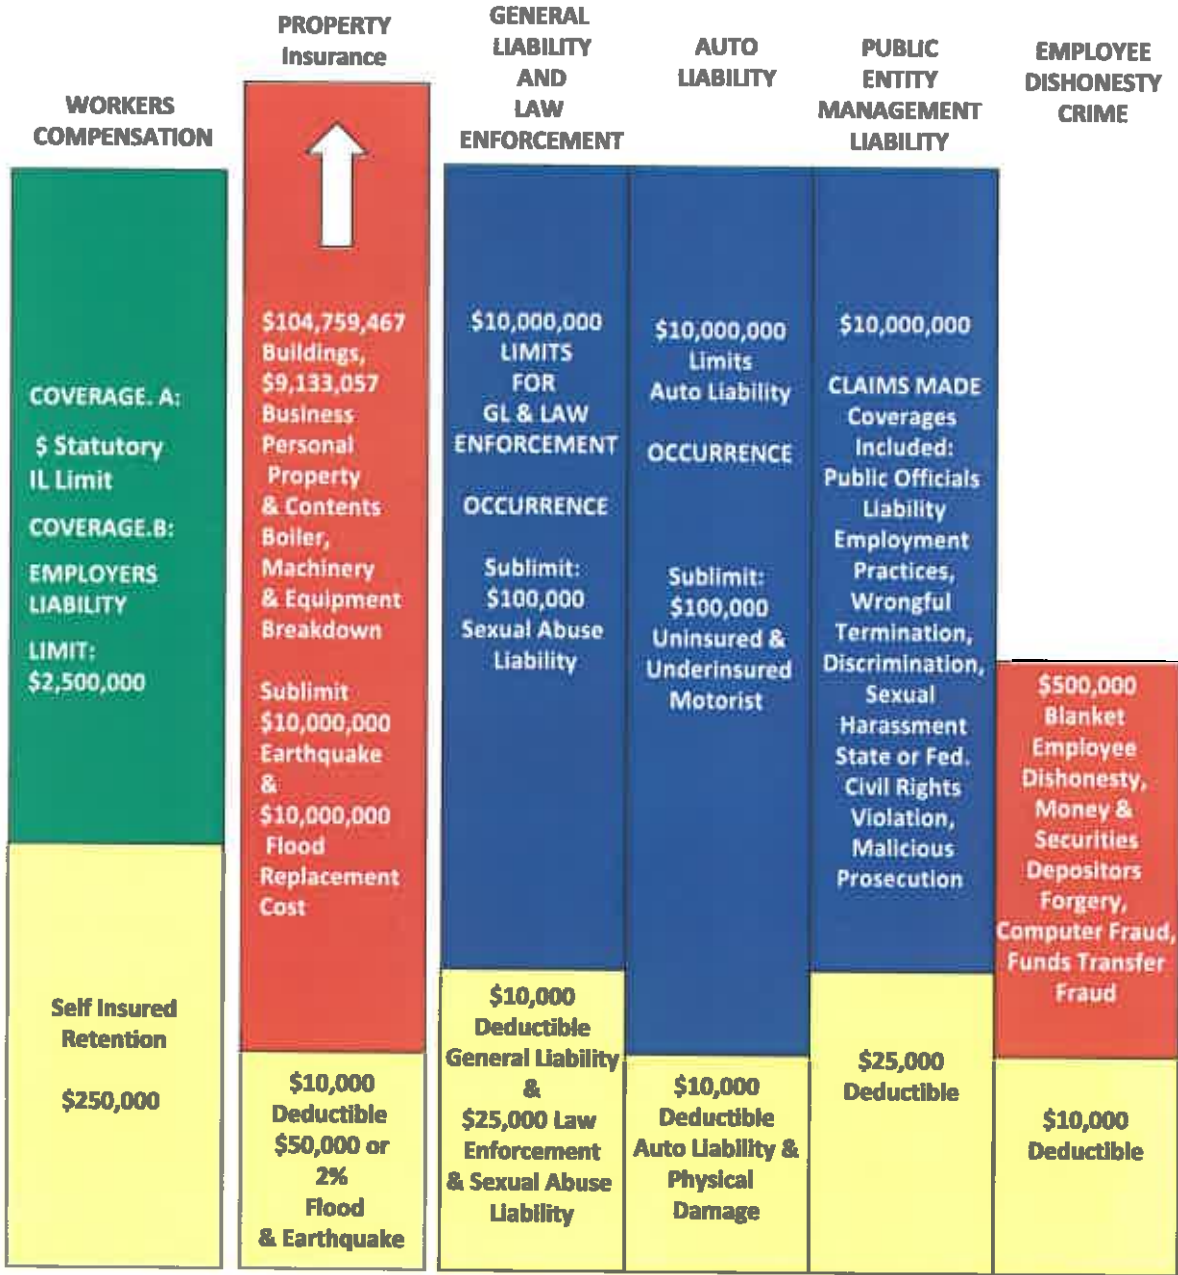 WORKERS
COMPENSATION
COVERAGE. A:
$ Statutory
IL Limit
COVERAGE.B:
EMPLOYERS
LIABILITY
LIMIT:
$2,500,000
Self Insured
Retention
$250,000
PROPERTY
Insurance
$104,759,467
Buildings,
$9,133,057
Business
Personal
Property
& Contents
Boiler,
Machinery
& Equipment
Breakdown
Sublimit
$10,000,000
Earthquake
&
$10,000,000
Flood
Replacement
Cost
$10,000
Deductible
$50,000 or
2%
Flood
& Earthquake
GENERAL
LIABILITY
AND
LAW
ENFORCEMENT
$10,000,000
LIMITS
FOR
GL & LAW
ENFORCEMENT
OCCURRENCE
Sublimit:
$100,000
Sexual Abuse
Liability
$10,000
Deductible
General Liability
&
$25,000 Law
Enforcement
& Sexual Abuse
Liability
AUTO
LIABILITY
$10,000,000
Limits
Auto Liability
OCCURRENCE
Sublimit:
$100,000
Uninsured &
Underinsured
Motorist
$10,000
Deductible
Auto Liability &
Physical
Damage
PUBLIC
ENTITY
MANAGEMENT
LIABILITY
$10,000,000
CLAIMS MADE
Coverages
Included:
Public Officials
Liability
Employment
Practices,
Wrongful
Termination,
Discrimination,
Sexual
Harassment
State or Fed.
Civil Rights
Violation,
Malicious
Prosecution
$25,000
Deductible
EMPLOYEE
DISHONESTY
CRIME
$500,000
Blanket
Employee
Dishonesty,
Money &
Securities
Depositors
Forgery,
Computer Fraud,
Funds Transfer
Fraud
$10,000
Deductible